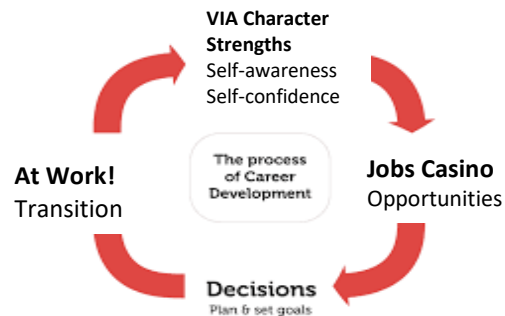 VIA Character
Strengths
Self-awareness
Self-confidence
The process
of Career
Development
Jobs Casino
Opportunities
At Work!
Transition
Decisions
Plan & set goals